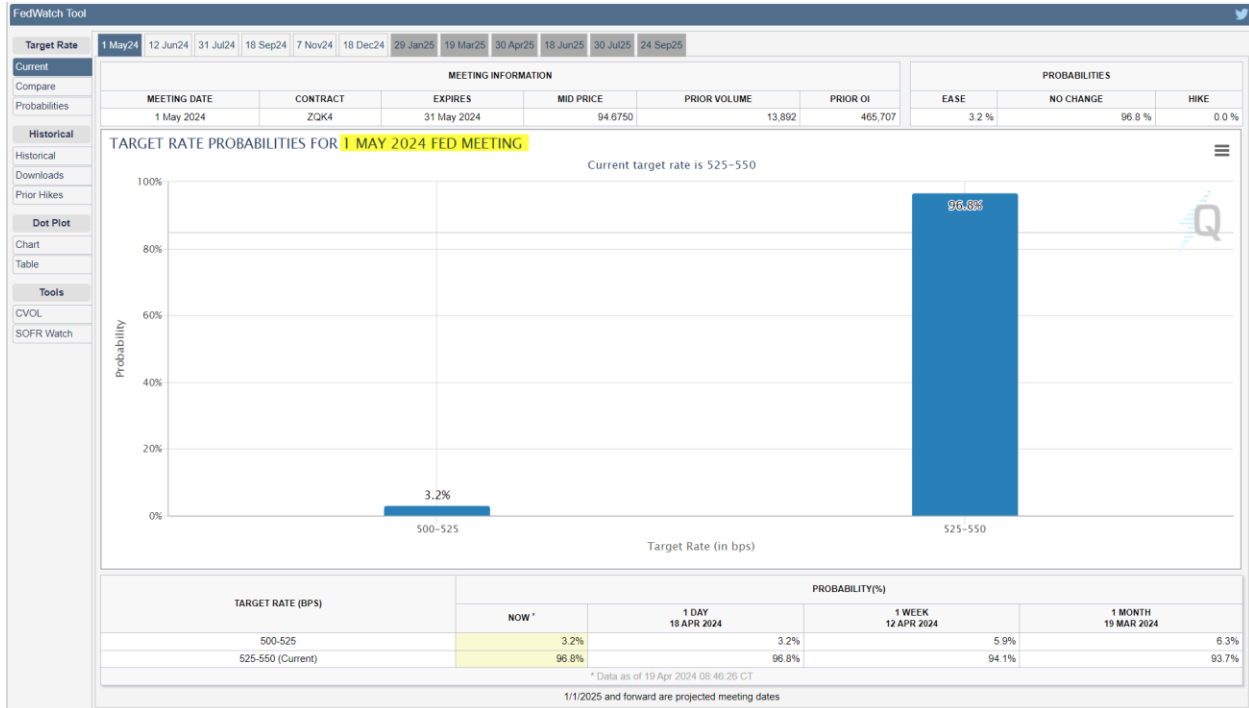 FedWatch Tool
Target Rate
Current
Compare
Probabilities
Historical
Historical
Downloads
Prior Hikes
Dot Plot
Chart
Table
Tools
CVOL
SOFR Watch
1 May24 12 Jun24 31 Jul24 18 Sep24 7 Nov24 18 Dec24 29 Jan25 19 Mar25 30 Apr25 18 Jun25 30 Jul25 24 Sep25
MEETING INFORMATION PROBABILITIES
MEETING DATE CONTRACT EXPIRES MID PRICE PRIOR VOLUME PRIOR OI EASE NO CHANGE HIKE
1 May 2024 ZQK4 31 May 2024 94.6750 13,892 465,707 3.2 % 96.8 % 0.0 %
TARGET RATE PROBABILITIES FOR 1 MAY 2024 FED MEETING
Current target rate is 525-550
Probability
100%
80%
60%
40%
20%
0%
96.8%
3.2%
Q
500-525 525-550
Target Rate (in bps)
TARGET RATE (BPS) PROBABILITY(%)
NOW * 1 DAY 1 WEEK 1 MONTH
18 APR 2024 12 APR 2024 19 MAR 2024
500-525 3.2% 3.2% 5.9% 6.3%
525-550 (Current) 96.8% 96.8% 94.1% 93.7%
* Data as of 19 Apr 2024 08:46:26 CT
1/1/2025 and forward are projected meeting dates